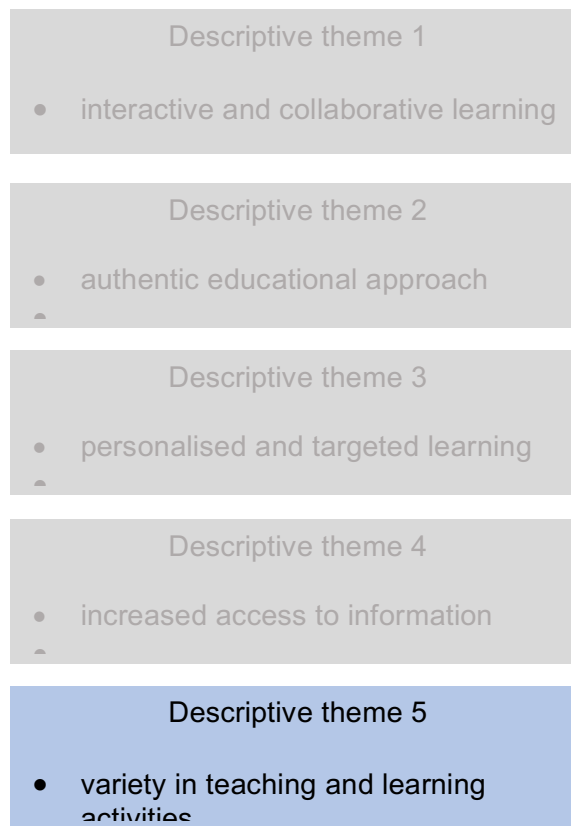 Descriptive theme 1
• interactive and collaborative learning
Descriptive theme 2
• authentic educational approach
•
Descriptive theme 3
• personalised and targeted learning
•
Descriptive theme 4
• increased access to information
•
Descriptive theme 5
• variety in teaching and learning
activities